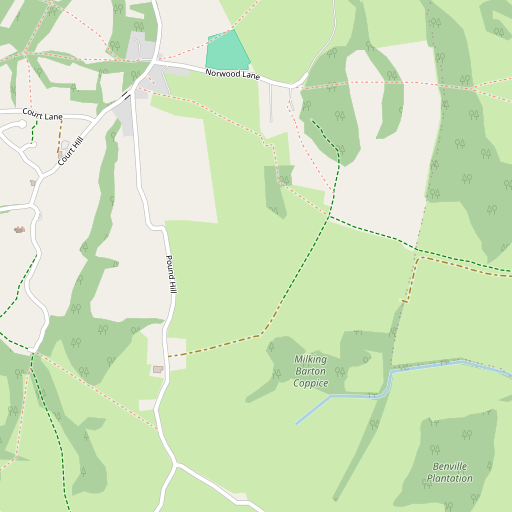 Norwood Lane
Court Lane
Court Hill
Pound Hill
Milking
Barton
Coppice
Benville
Plantation